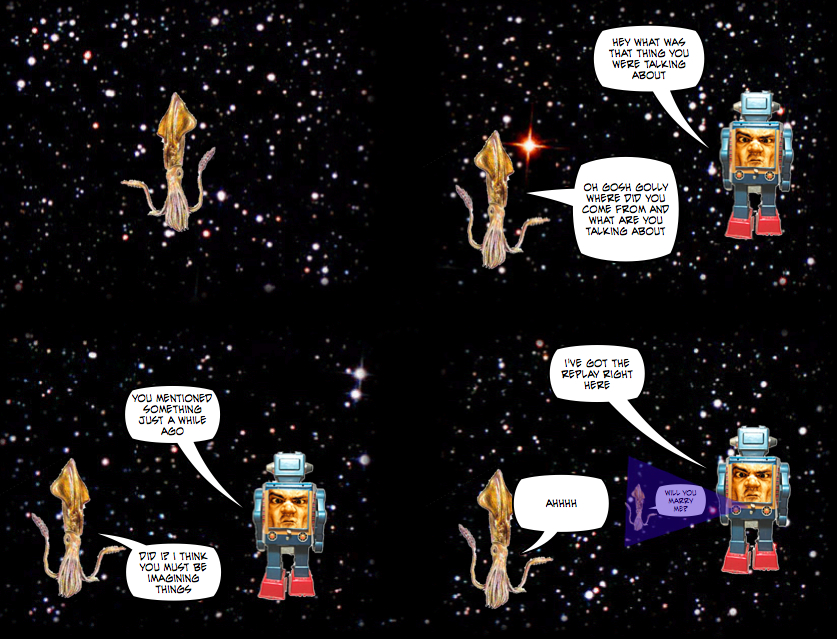 HEY WHAT WAS
THAT THING YOU
WERE TALKING
ABOUT
OH GOSH GOLLY
WHERE DID YOU
COME FROM AND
WHAT ARE YOU
TALKING ABOUT
YOU MENTIONED
SOMETHING
JUST A WHILE
AGO
DID I? I THINK
YOU MUST BE
IMAGINING
THINGS
I'VE GOT THE
REPLAY RIGHT
HERE
AHHHH
WILL YOU
MARRY
ME?